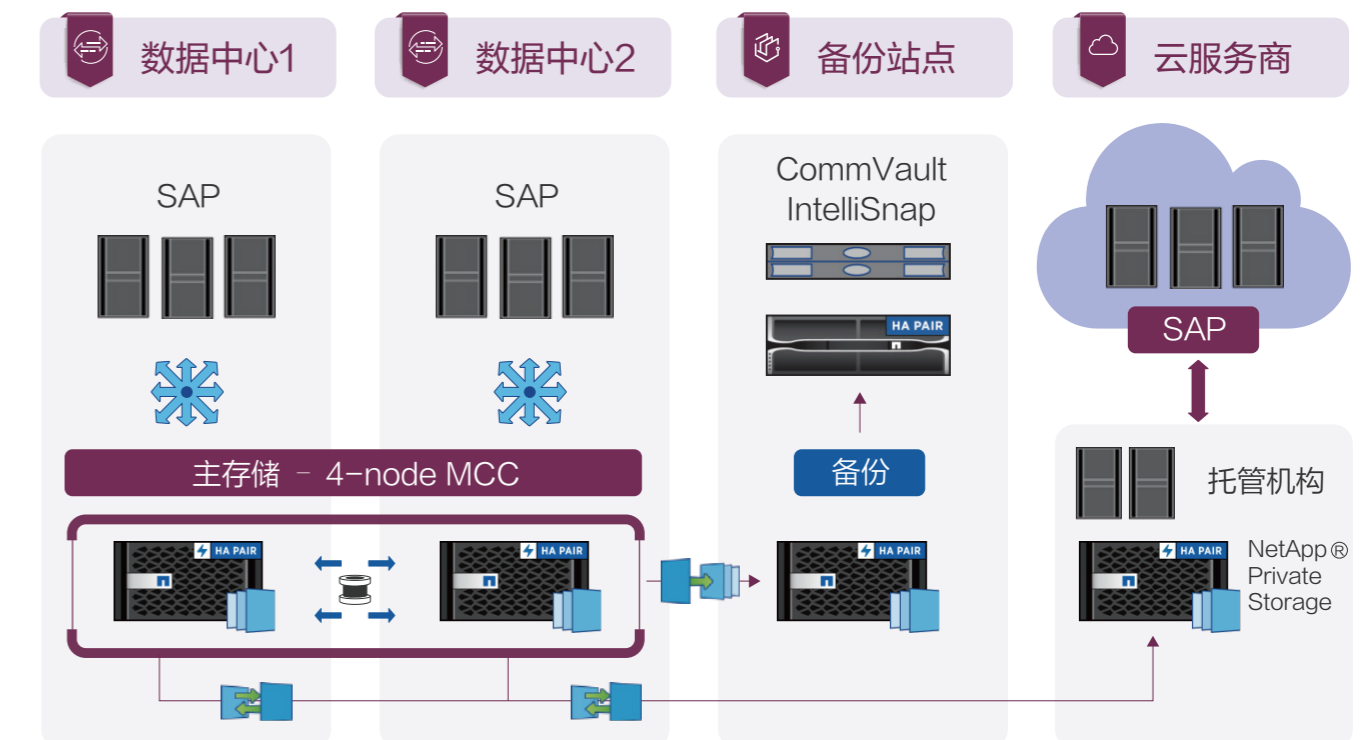 数据中心1
数据中心2
备份站点
云服务商
SAP
SAP
CommVault
IntelliSnap
HA PAIR
SAP
主存储 - 4-node MCC
备份
托管机构
HA PAIR
HA PAIR
HA PAIR
HA PAIR
NetApp®
Private
Storage